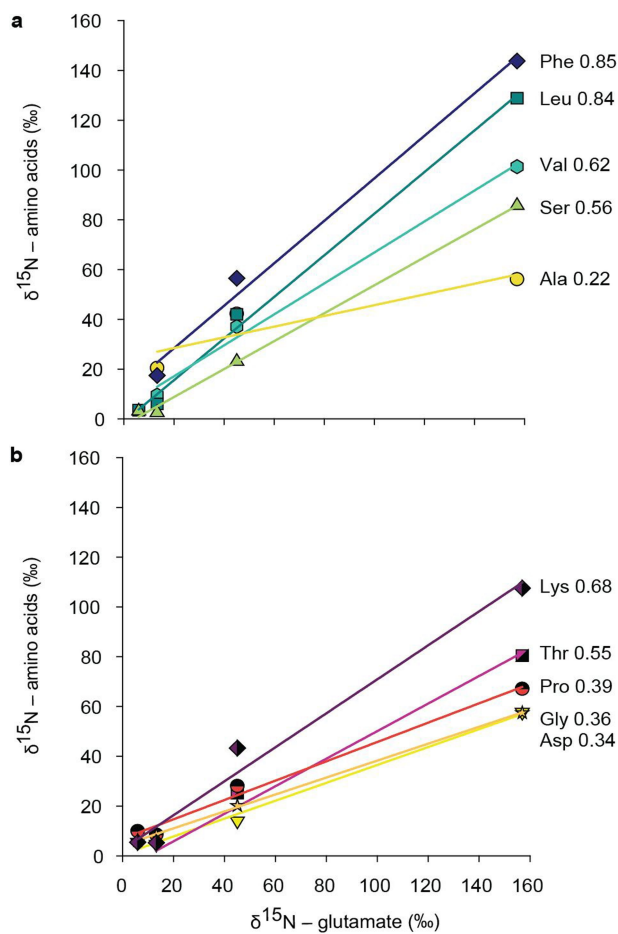 a
160
140
120
100
80
60
40
20
0
δ15N – amino acids (‰)
Phe 0.85
Leu 0.84
Val 0.62
Ser 0.56
Ala 0.22
b
160
140
120
100
80
60
40
20
0
δ15N – amino acids (‰)
Lys 0.68
Thr 0.55
Pro 0.39
Gly 0.36
Asp 0.34
0 20 40 60 80 100 120 140 160
δ15N – glutamate (‰)